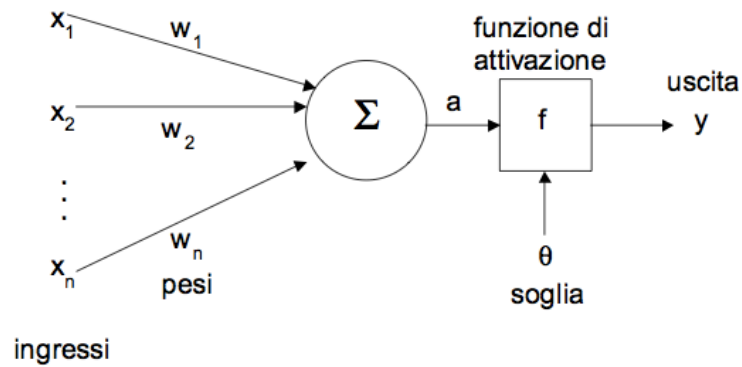 x1
w1
funzione di
attivazione
x2
w2
Σ
a
f
uscita
y
⋮
xn
wn
pesi
θ
soglia
ingressi